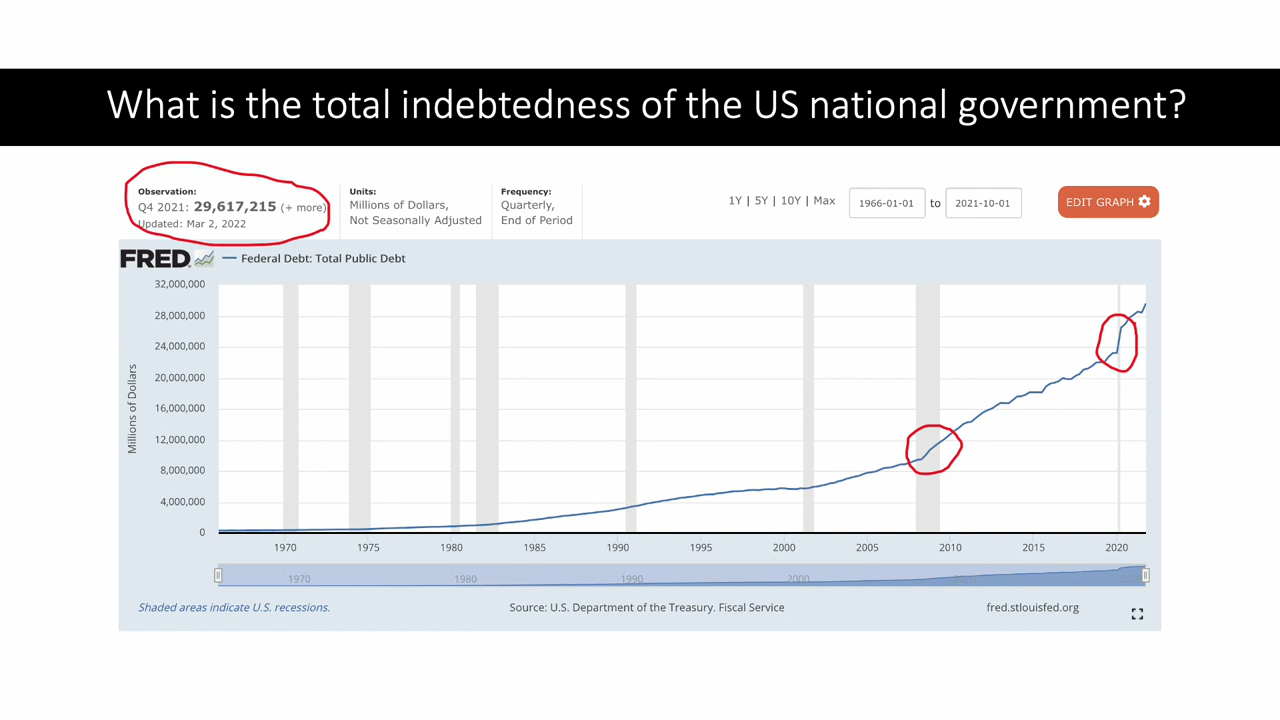 What is the total indebtedness of the US national government?
Observation:
Q4 2021: 29,617,215 (+ more)
Updated: Mar 2, 2022
Units:
Millions of Dollars,
Not Seasonally Adjusted
Frequency:
Quarterly,
End of Period
1Y | 5Y | 10Y | Max
1966-01-01 to 2021-10-01
EDIT GRAPH
FRED
Federal Debt: Total Public Debt
Millions of Dollars
32,000,000
28,000,000
24,000,000
20,000,000
16,000,000
12,000,000
8,000,000
4,000,000
0
1970 1975 1980 1985 1990 1995 2000 2005 2010 2015 2020
1970 1980 1990 2000 2010
Shaded areas indicate U.S. recessions.
Source: U.S. Department of the Treasury. Fiscal Service
fred.stlouisfed.org